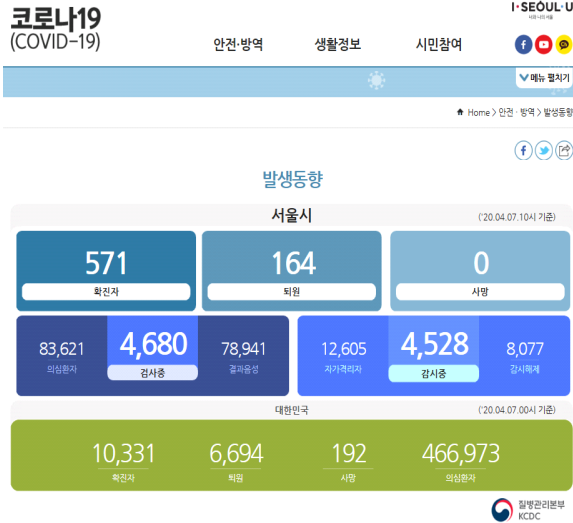 코로나19
(COVID-19)
I·SEOUL·U
너와 나의 서울
안전·방역
생활정보
시민참여
메뉴 펼치기
Home > 안전 · 방역 > 발생동향
발생동향
서울시
('20.04.07.10시 기준)
571
확진자
164
퇴원
0
사망
83,621
의심환자
4,680
검사중
78,941
결과음성
12,605
자가격리자
4,528
감시중
8,077
감시해제
대한민국
('20.04.07.00시 기준)
10,331
확진자
6,694
퇴원
192
사망
466,973
의심환자
질병관리본부
KCDC